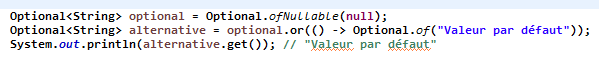 Optional<String> optional = Optional.ofNullable(null);
Optional<String> alternative = optional.or(() -> Optional.of("Valeur par défaut"));
System.out.println(alternative.get()); // "Valeur par défaut"